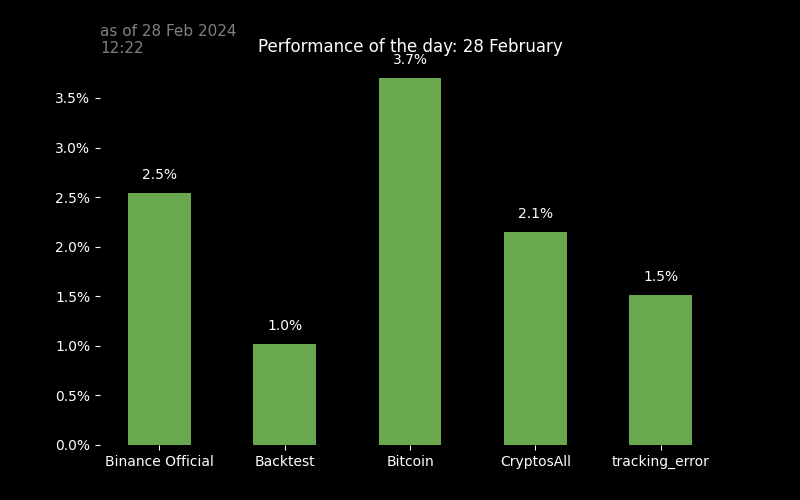 as of 28 Feb 2024
12:22
Performance of the day: 28 February
3.7%
3.5%
3.0%
2.5%
2.5%
2.1%
2.0%
1.5%
1.5%
1.0%
1.0%
0.5%
0.0%
Binance Official
Backtest
Bitcoin
CryptosAll
tracking_error